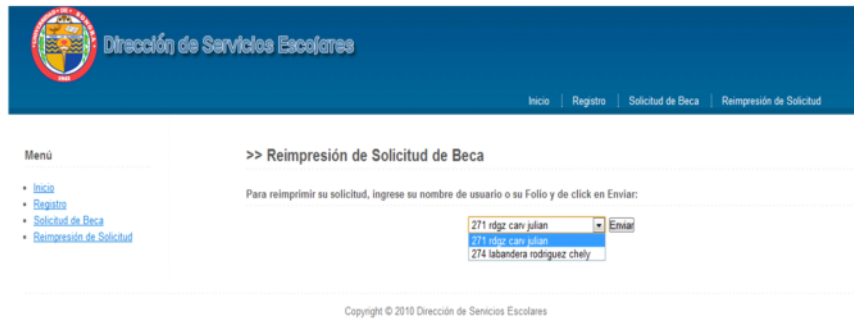 Dirección de Servicios Escolares
Inicio
Registro
Solicitud de Beca
Reimpresión de Solicitud
Menú
Inicio
Registro
Solicitud de Beca
Reimpresión de Solicitud
>> Reimpresión de Solicitud de Beca
Para reimprimir su solicitud, ingrese su nombre de usuario o su Folio y de click en Enviar:
271 rdgz carv julian
Enviar
271 rdgz carv julian
274 labandera rodriguez chely
Copyright © 2010 Dirección de Servicios Escolares